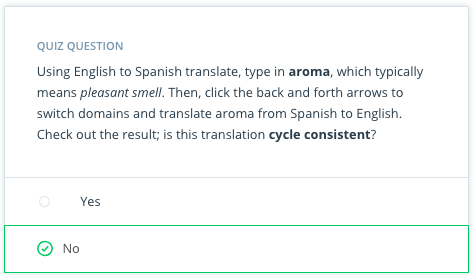 QUIZ QUESTION
Using English to Spanish translate, type in aroma, which typically
means pleasant smell. Then, click the back and forth arrows to
switch domains and translate aroma from Spanish to English.
Check out the result; is this translation cycle consistent?
Yes
No